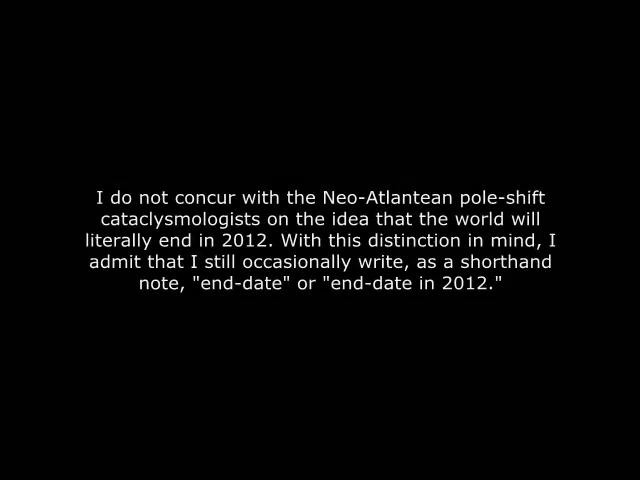 I do not concur with the Neo-Atlantean pole-shift
cataclysmologists on the idea that the world will
literally end in 2012. With this distinction in mind, I
admit that I still occasionally write, as a shorthand
note, "end-date" or "end-date in 2012."